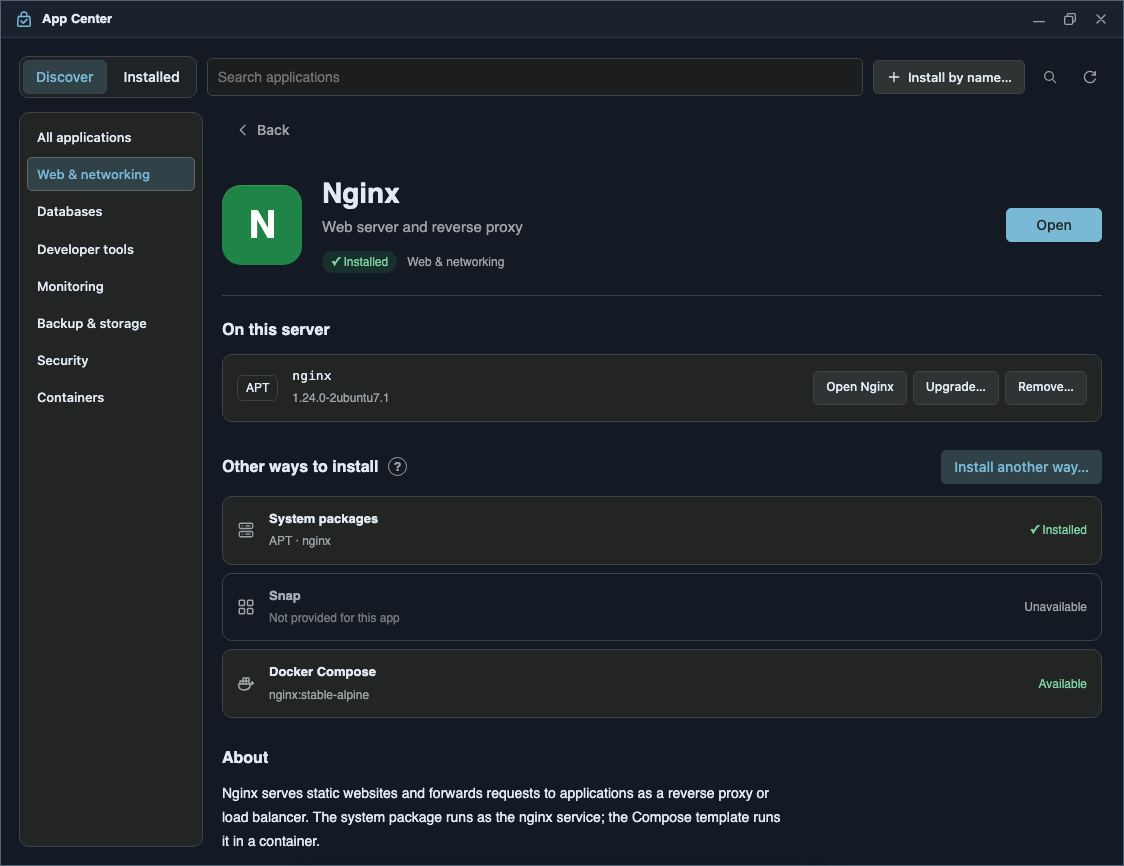 App Center
Discover
Installed
Search applications
Install by name...
All applications
Web & networking
Databases
Developer tools
Monitoring
Backup & storage
Security
Containers
Back
N
Nginx
Web server and reverse proxy
✓ Installed
Web & networking
Open
On this server
APT
nginx
1.24.0-2ubuntu7.1
Open Nginx
Upgrade...
Remove...
Other ways to install
?
Install another way...
System packages
APT · nginx
✓ Installed
Snap
Not provided for this app
Unavailable
Docker Compose
nginx:stable-alpine
Available
About
Nginx serves static websites and forwards requests to applications as a reverse proxy or
load balancer. The system package runs as the nginx service; the Compose template runs
it in a container.